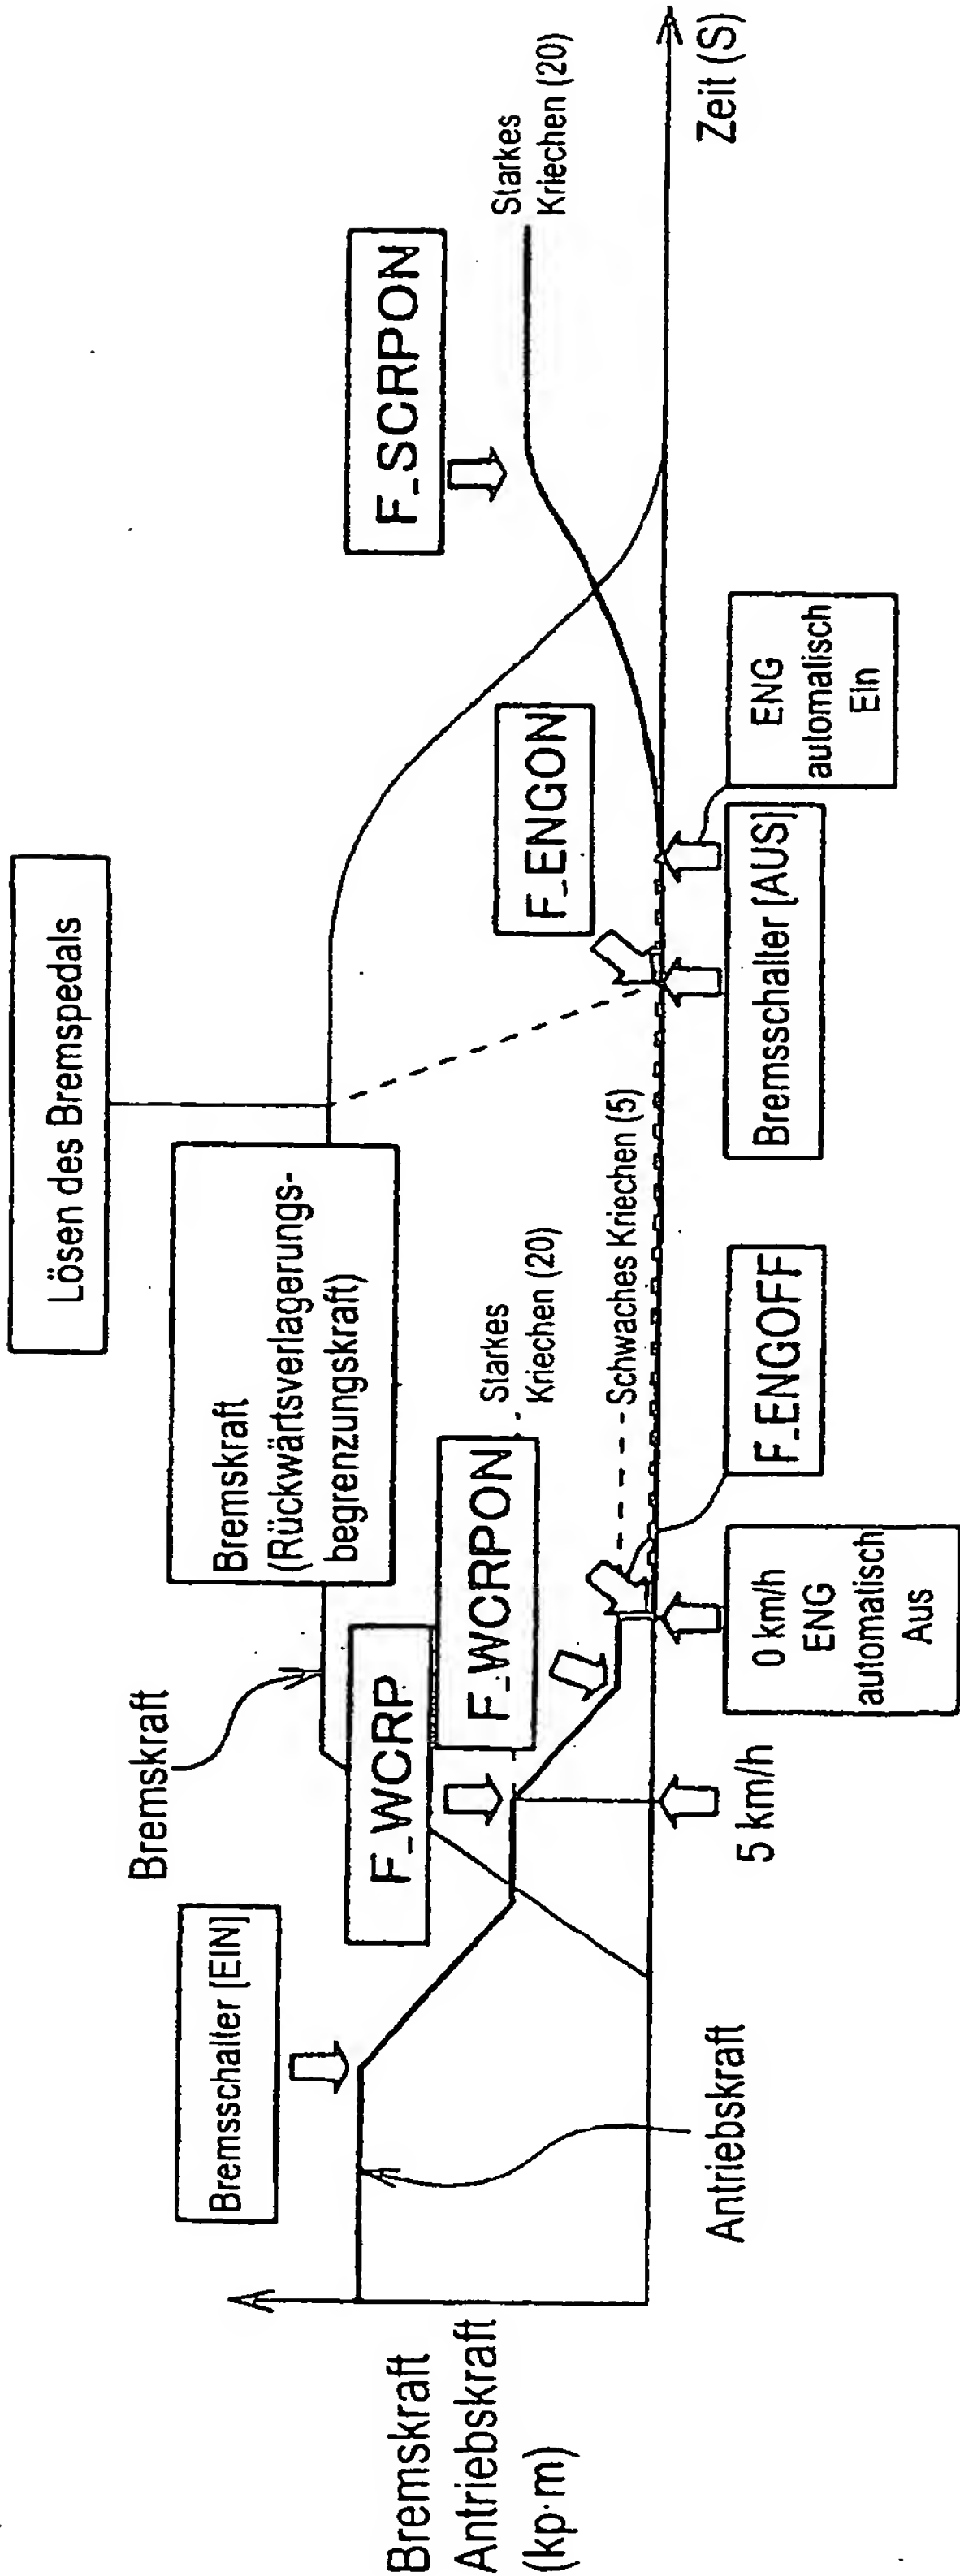 Lösen des Bremspedals
Bremskraft
(Rückwärtsverlagerungs-
begrenzungskraft)
Bremskraft
Bremsschalter [EIN]
F_WCRP
F_WCRPON
F_SCRPON
F_ENGON
Starkes
Kriechen (20)
Starkes
Kriechen (20)
Schwaches Kriechen (5)
Bremskraft
Antriebskraft
(kp·m)
Zeit (S)
Antriebskraft
5 km/h
0 km/h
ENG
automatisch
Aus
F_ENGOFF
Bremsschalter [AUS]
ENG
automatisch
Ein